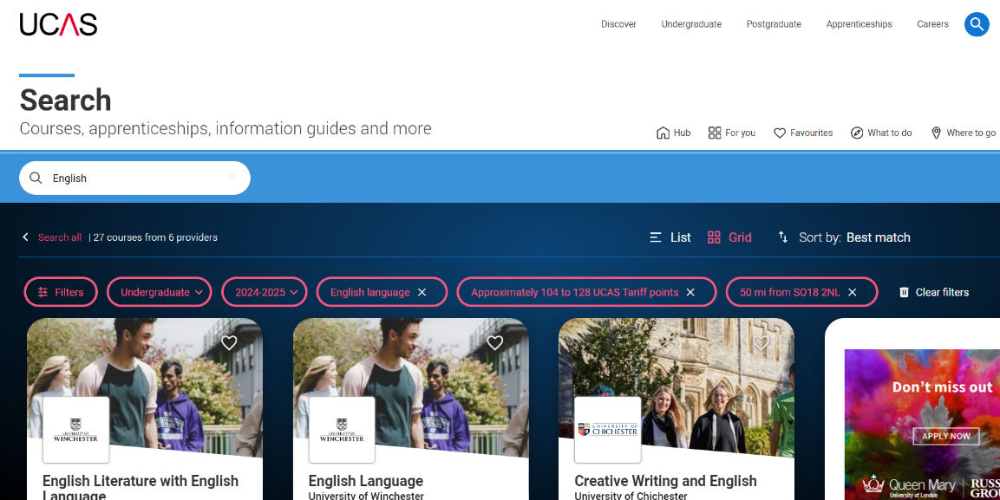 UCAS
Discover
Undergraduate
Postgraduate
Apprenticeships
Careers
Search
Courses, apprenticeships, information guides and more
Hub
For you
Favourites
What to do
Where to go
English
Search all | 27 courses from 6 providers
List
Grid
Sort by: Best match
Filters
Undergraduate
2024-2025
English language
Approximately 104 to 128 UCAS Tariff points
50 mi from SO18 2NL
Clear filters
UNIVERSITY OF
WINCHESTER
English Literature with English
Language
UNIVERSITY OF
WINCHESTER
English Language
University of Winchester
UNIVERSITY OF
CHICHESTER
Creative Writing and English
University of Chichester
Don't miss out
APPLY NOW
Queen Mary
University of London
RUSS
GRO